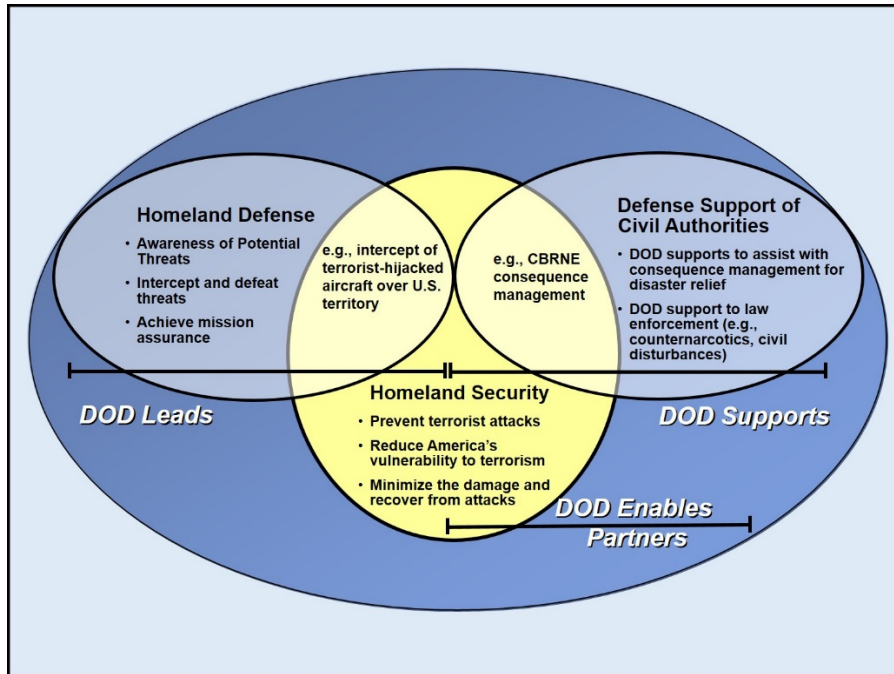 Homeland Defense
• Awareness of Potential
Threats
• Intercept and defeat
threats
• Achieve mission
assurance
e.g., intercept of
terrorist-hijacked
aircraft over U.S.
territory
e.g., CBRNE
consequence
management
Defense Support of
Civil Authorities
• DOD supports to assist with
consequence management for
disaster relief
• DOD support to law
enforcement (e.g.,
counternarcotics, civil
disturbances)
DOD Leads
Homeland Security
• Prevent terrorist attacks
• Reduce America's
vulnerability to terrorism
• Minimize the damage and
recover from attacks
DOD Supports
DOD Enables
Partners